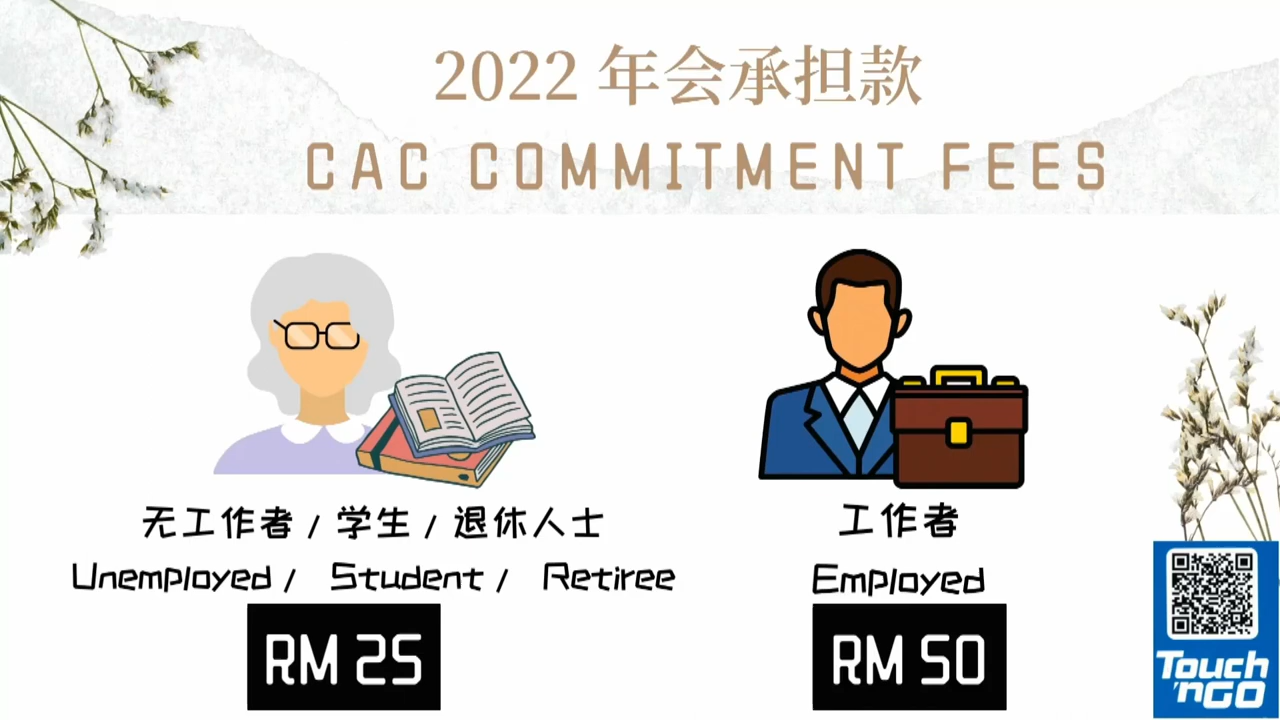 2022 年会承担款
CAC COMMITMENT FEES
无工作者 / 学生 / 退休人士
Unemployed / Student / Retiree
RM 25
工作者
Employed
RM 50
Touch
'nGO